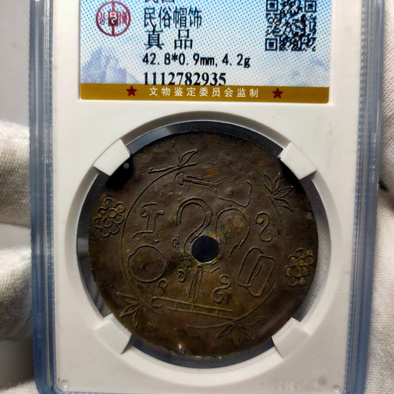 民俗帽饰
真品
42.8*0.9mm,4.2g
1112782935
★ 文物鉴定委员会监制 ★